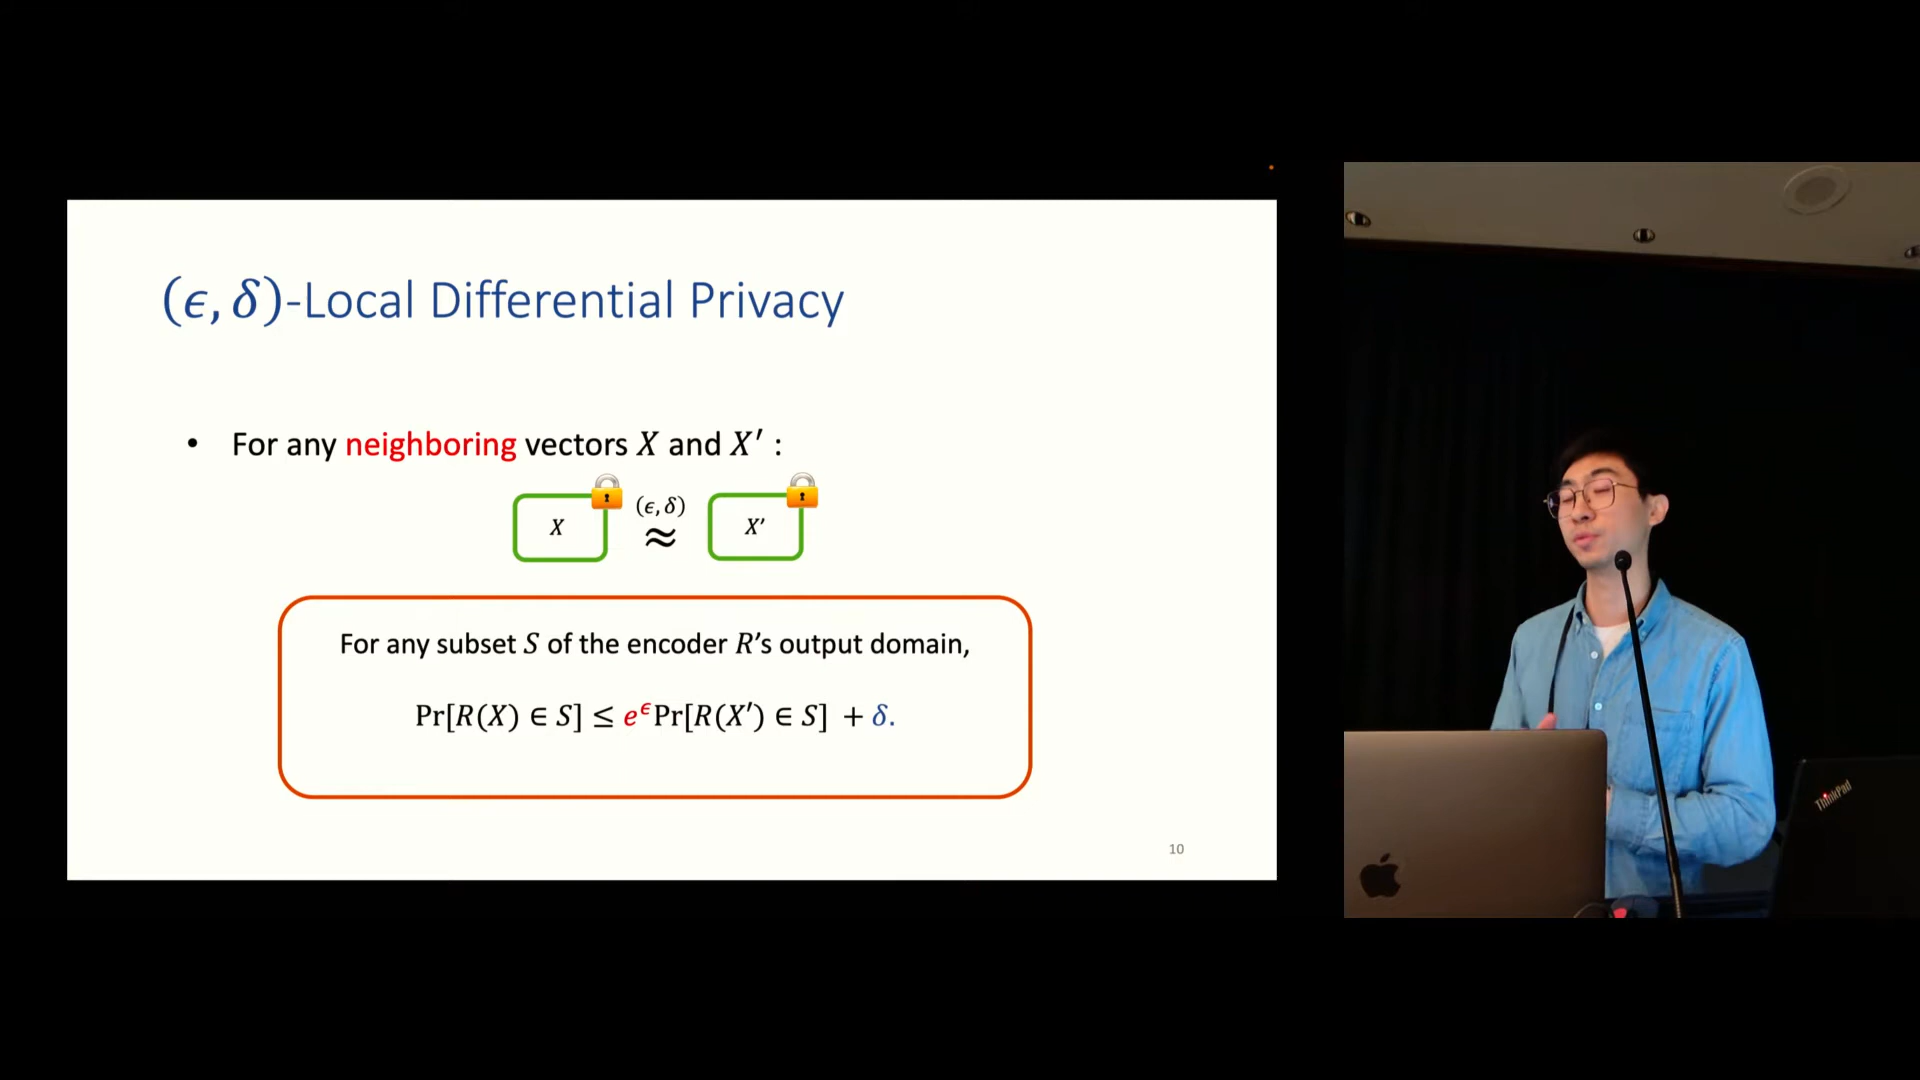 (ϵ, δ)-Local Differential Privacy
• For any neighboring vectors X and X′ :
X (ϵ, δ) ≈ X′
For any subset S of the encoder R's output domain,
Pr[R(X) ∈ S] ≤ e^ϵ Pr[R(X′) ∈ S] + δ.
10
ThinkPad